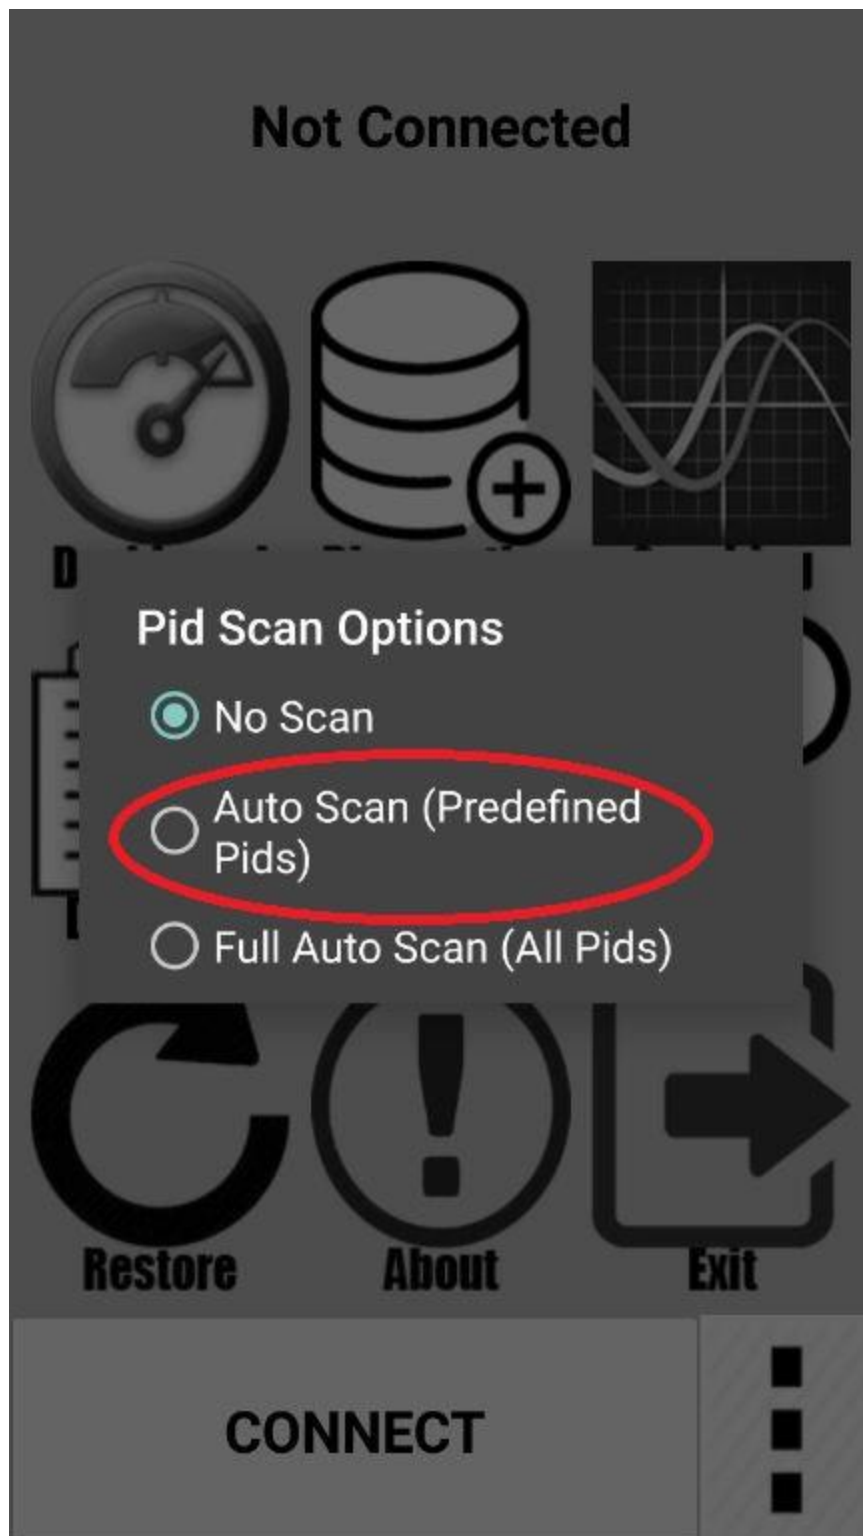 Not Connected
Pid Scan Options
No Scan
Auto Scan (Predefined
Pids)
Full Auto Scan (All Pids)
Restore
About
Exit
CONNECT